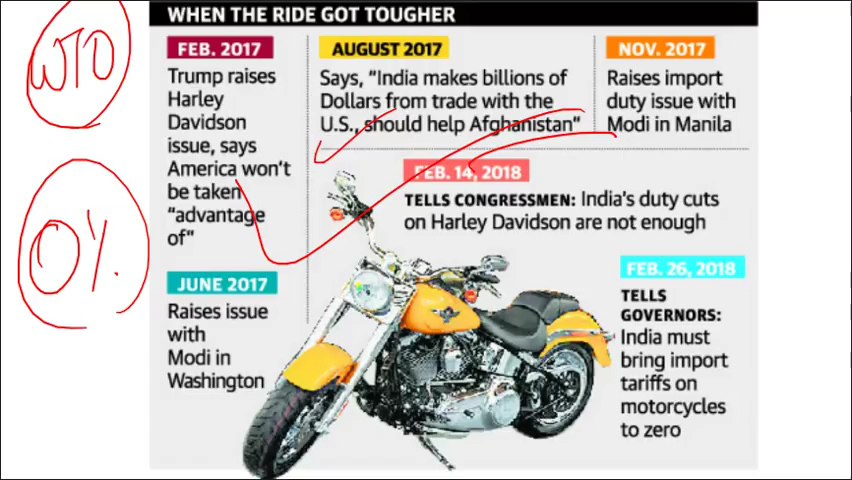 WHEN THE RIDE GOT TOUGHER
WTO
0%.
FEB. 2017
Trump raises
Harley
Davidson
issue, says
America won't
be taken
"advantage
of"
JUNE 2017
Raises issue
with
Modi in
Washington
AUGUST 2017
Says, "India makes billions of
Dollars from trade with the
U.S., should help Afghanistan"
NOV. 2017
Raises import
duty issue with
Modi in Manila
FEB. 14, 2018
TELLS CONGRESSMEN: India's duty cuts
on Harley Davidson are not enough
FEB. 26, 2018
TELLS
GOVERNORS:
India must
bring import
tariffs on
motorcycles
to zero